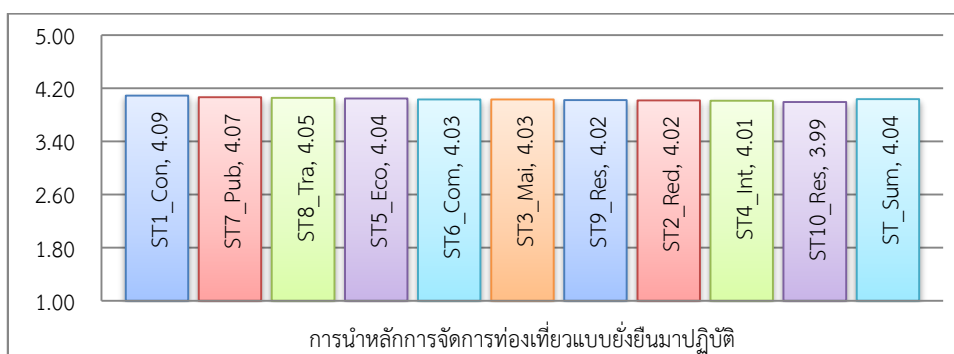 5.00
4.20
3.40
2.60
1.80
1.00
ST1_Con, 4.09
ST7_Pub, 4.07
ST8_Tra, 4.05
ST5_Eco, 4.04
ST6_Com, 4.03
ST3_Mai, 4.03
ST9_Res, 4.02
ST2_Red, 4.02
ST4_Int, 4.01
ST10_Res, 3.99
ST_Sum, 4.04
การนำหลักการจัดการท่องเที่ยวแบบยั่งยืนมาปฏิบัติ